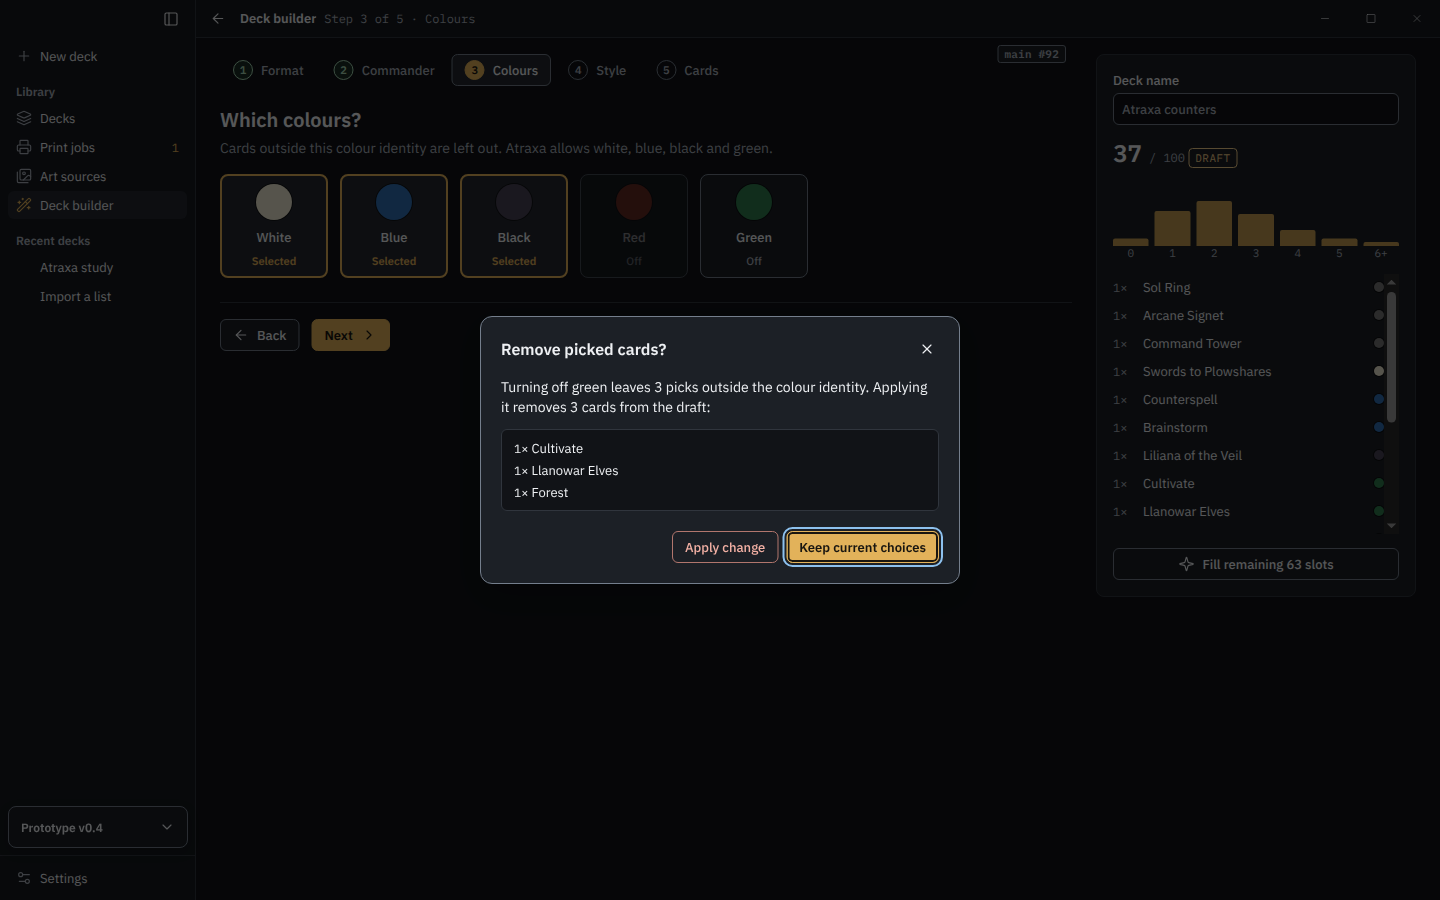 Deck builder Step 3 of 5 · Colours
New deck
Library
Decks
Print jobs 1
Art sources
Deck builder
Recent decks
Atraxa study
Import a list
Prototype v0.4
Settings
1 Format 2 Commander 3 Colours 4 Style 5 Cards
main #92
Which colours?
Cards outside this colour identity are left out. Atraxa allows white, blue, black and green.
White Blue Black Red Green
Selected Selected Selected Off Off
Back Next
Remove picked cards?
Turning off green leaves 3 picks outside the colour identity. Applying
it removes 3 cards from the draft:
1× Cultivate
1× Llanowar Elves
1× Forest
Apply change Keep current choices
Deck name
Atraxa counters
37 / 100 DRAFT
0 1 2 3 4 5 6+
1× Sol Ring
1× Arcane Signet
1× Command Tower
1× Swords to Plowshares
1× Counterspell
1× Brainstorm
1× Liliana of the Veil
1× Cultivate
1× Llanowar Elves
Fill remaining 63 slots